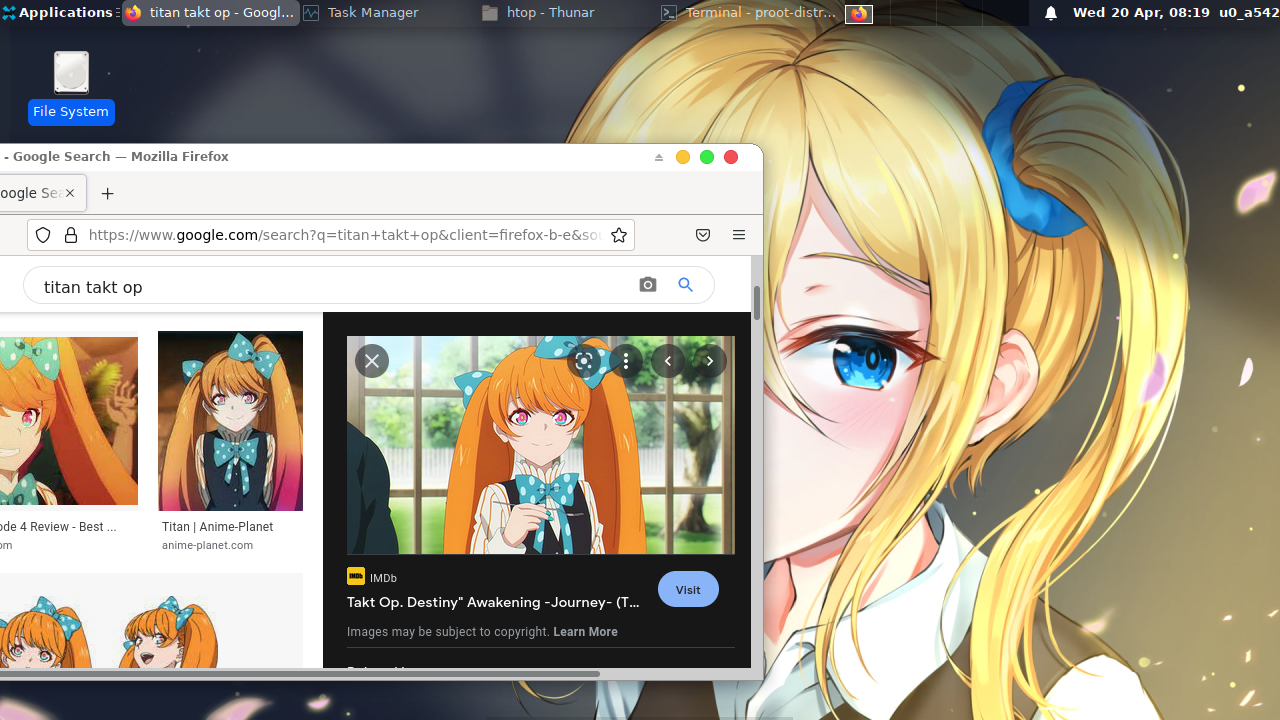 Applications
titan takt op - Googl...
Task Manager
htop - Thunar
Terminal - proot-distr...
Wed 20 Apr, 08:19
u0_a542
File System
- Google Search — Mozilla Firefox
oogle Sea
https://www.google.com/search?q=titan+takt+op&client=firefox-b-e&sou
titan takt op
ode 4 Review - Best ...
om
Titan | Anime-Planet
anime-planet.com
IMDb
IMDb
Visit
Takt Op. Destiny" Awakening -Journey- (T...
Images may be subject to copyright. Learn More